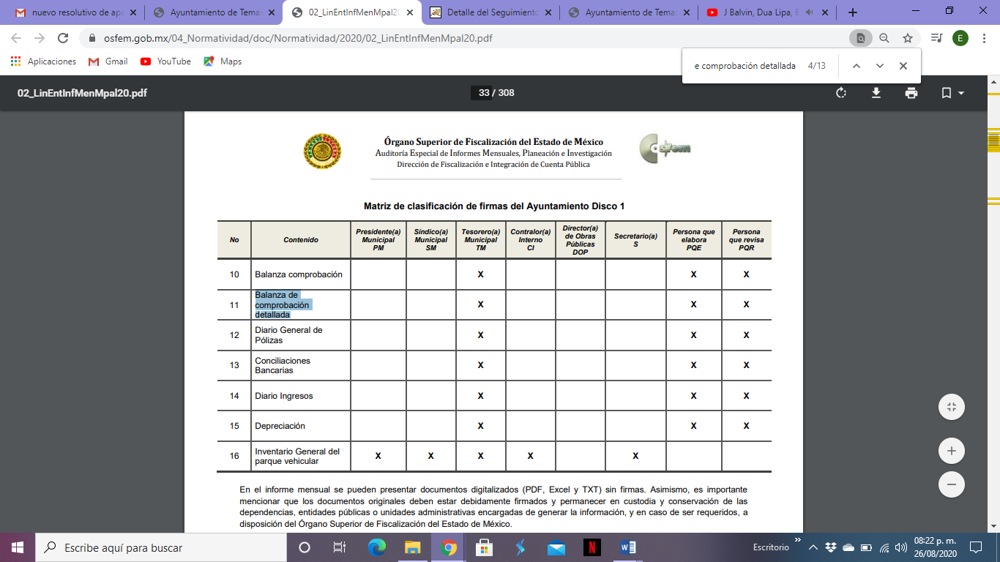 nuevo resolutivo de ape
Ayuntamiento de Temas
02_LinEntInfMenMpal20
Detalle del Seguimiento
Ayuntamiento de Temas
J Balvin, Dua Lipa, B
osfem.gob.mx/04_Normatividad/doc/Normatividad/2020/02_LinEntInfMenMpal20.pdf
E
Aplicaciones
Gmail
YouTube
Maps
e comprobación detallada 4/13
02_LinEntInfMenMpal20.pdf
33 / 308
Órgano Superior de Fiscalización del Estado de México
Auditoría Especial de Informes Mensuales, Planeación e Investigación
Dirección de Fiscalización e Integración de Cuenta Pública
osfem
Matriz de clasificación de firmas del Ayuntamiento Disco 1
No
Contenido
Presidente(a)
Municipal
PM
Síndico(a)
Municipal
SM
Tesorero(a)
Municipal
TM
Contralor(a)
Interno
CI
Director(a)
de Obras
Públicas
DOP
Secretario(a)
S
Persona que
elabora
PQE
Persona
que revisa
PQR
10 Balanza comprobación X X X
11 Balanza de
comprobación
detallada X X X
12 Diario General de
Pólizas X X X
13 Conciliaciones
Bancarias X X X
14 Diario Ingresos X X X
15 Depreciación X X X
16 Inventario General del
parque vehicular X X X X X
En el informe mensual se pueden presentar documentos digitalizados (PDF, Excel y TXT) sin firmas. Asimismo, es importante
mencionar que los documentos originales deben estar debidamente firmados y permanecer en custodia y conservación de las
dependencias, entidades públicas o unidades administrativas encargadas de generar la información, y en caso de ser requeridos, a
disposición del Órgano Superior de Fiscalización del Estado de México.
Escribe aquí para buscar
Escritorio
08:22 p. m.
26/08/2020